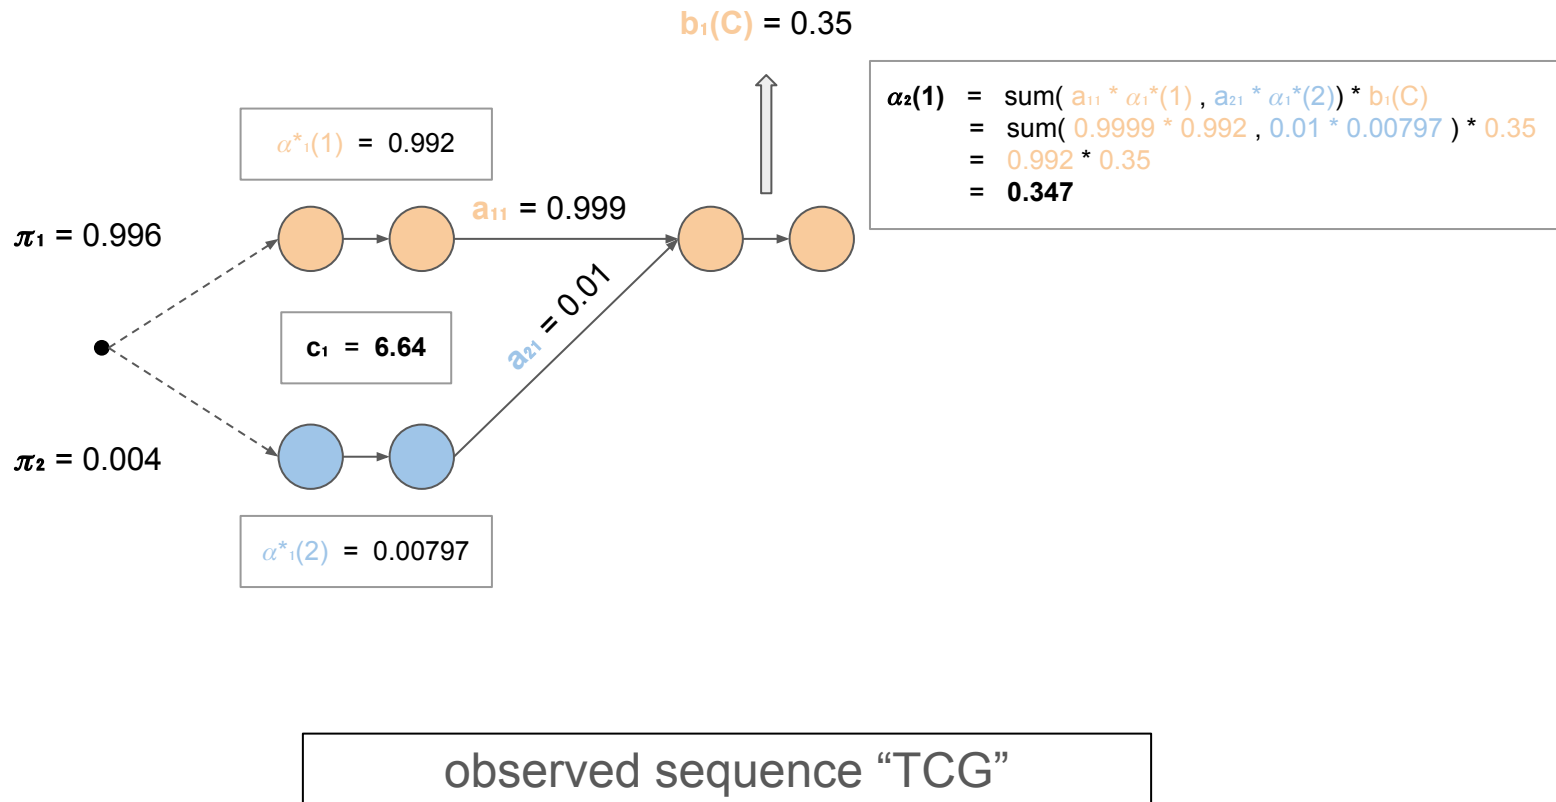 b₁(C) = 0.35
α₂(1) = sum( a₁₁ * α₁*(1) , a₂₁ * α₁*(2)) * b₁(C)
= sum( 0.9999 * 0.992 , 0.01 * 0.00797 ) * 0.35
= 0.992 * 0.35
= 0.347
α*₁(1) = 0.992
a₁₁ = 0.999
π₁ = 0.996
a₂₁ = 0.01
c₁ = 6.64
π₂ = 0.004
α*₁(2) = 0.00797
observed sequence “TCG”